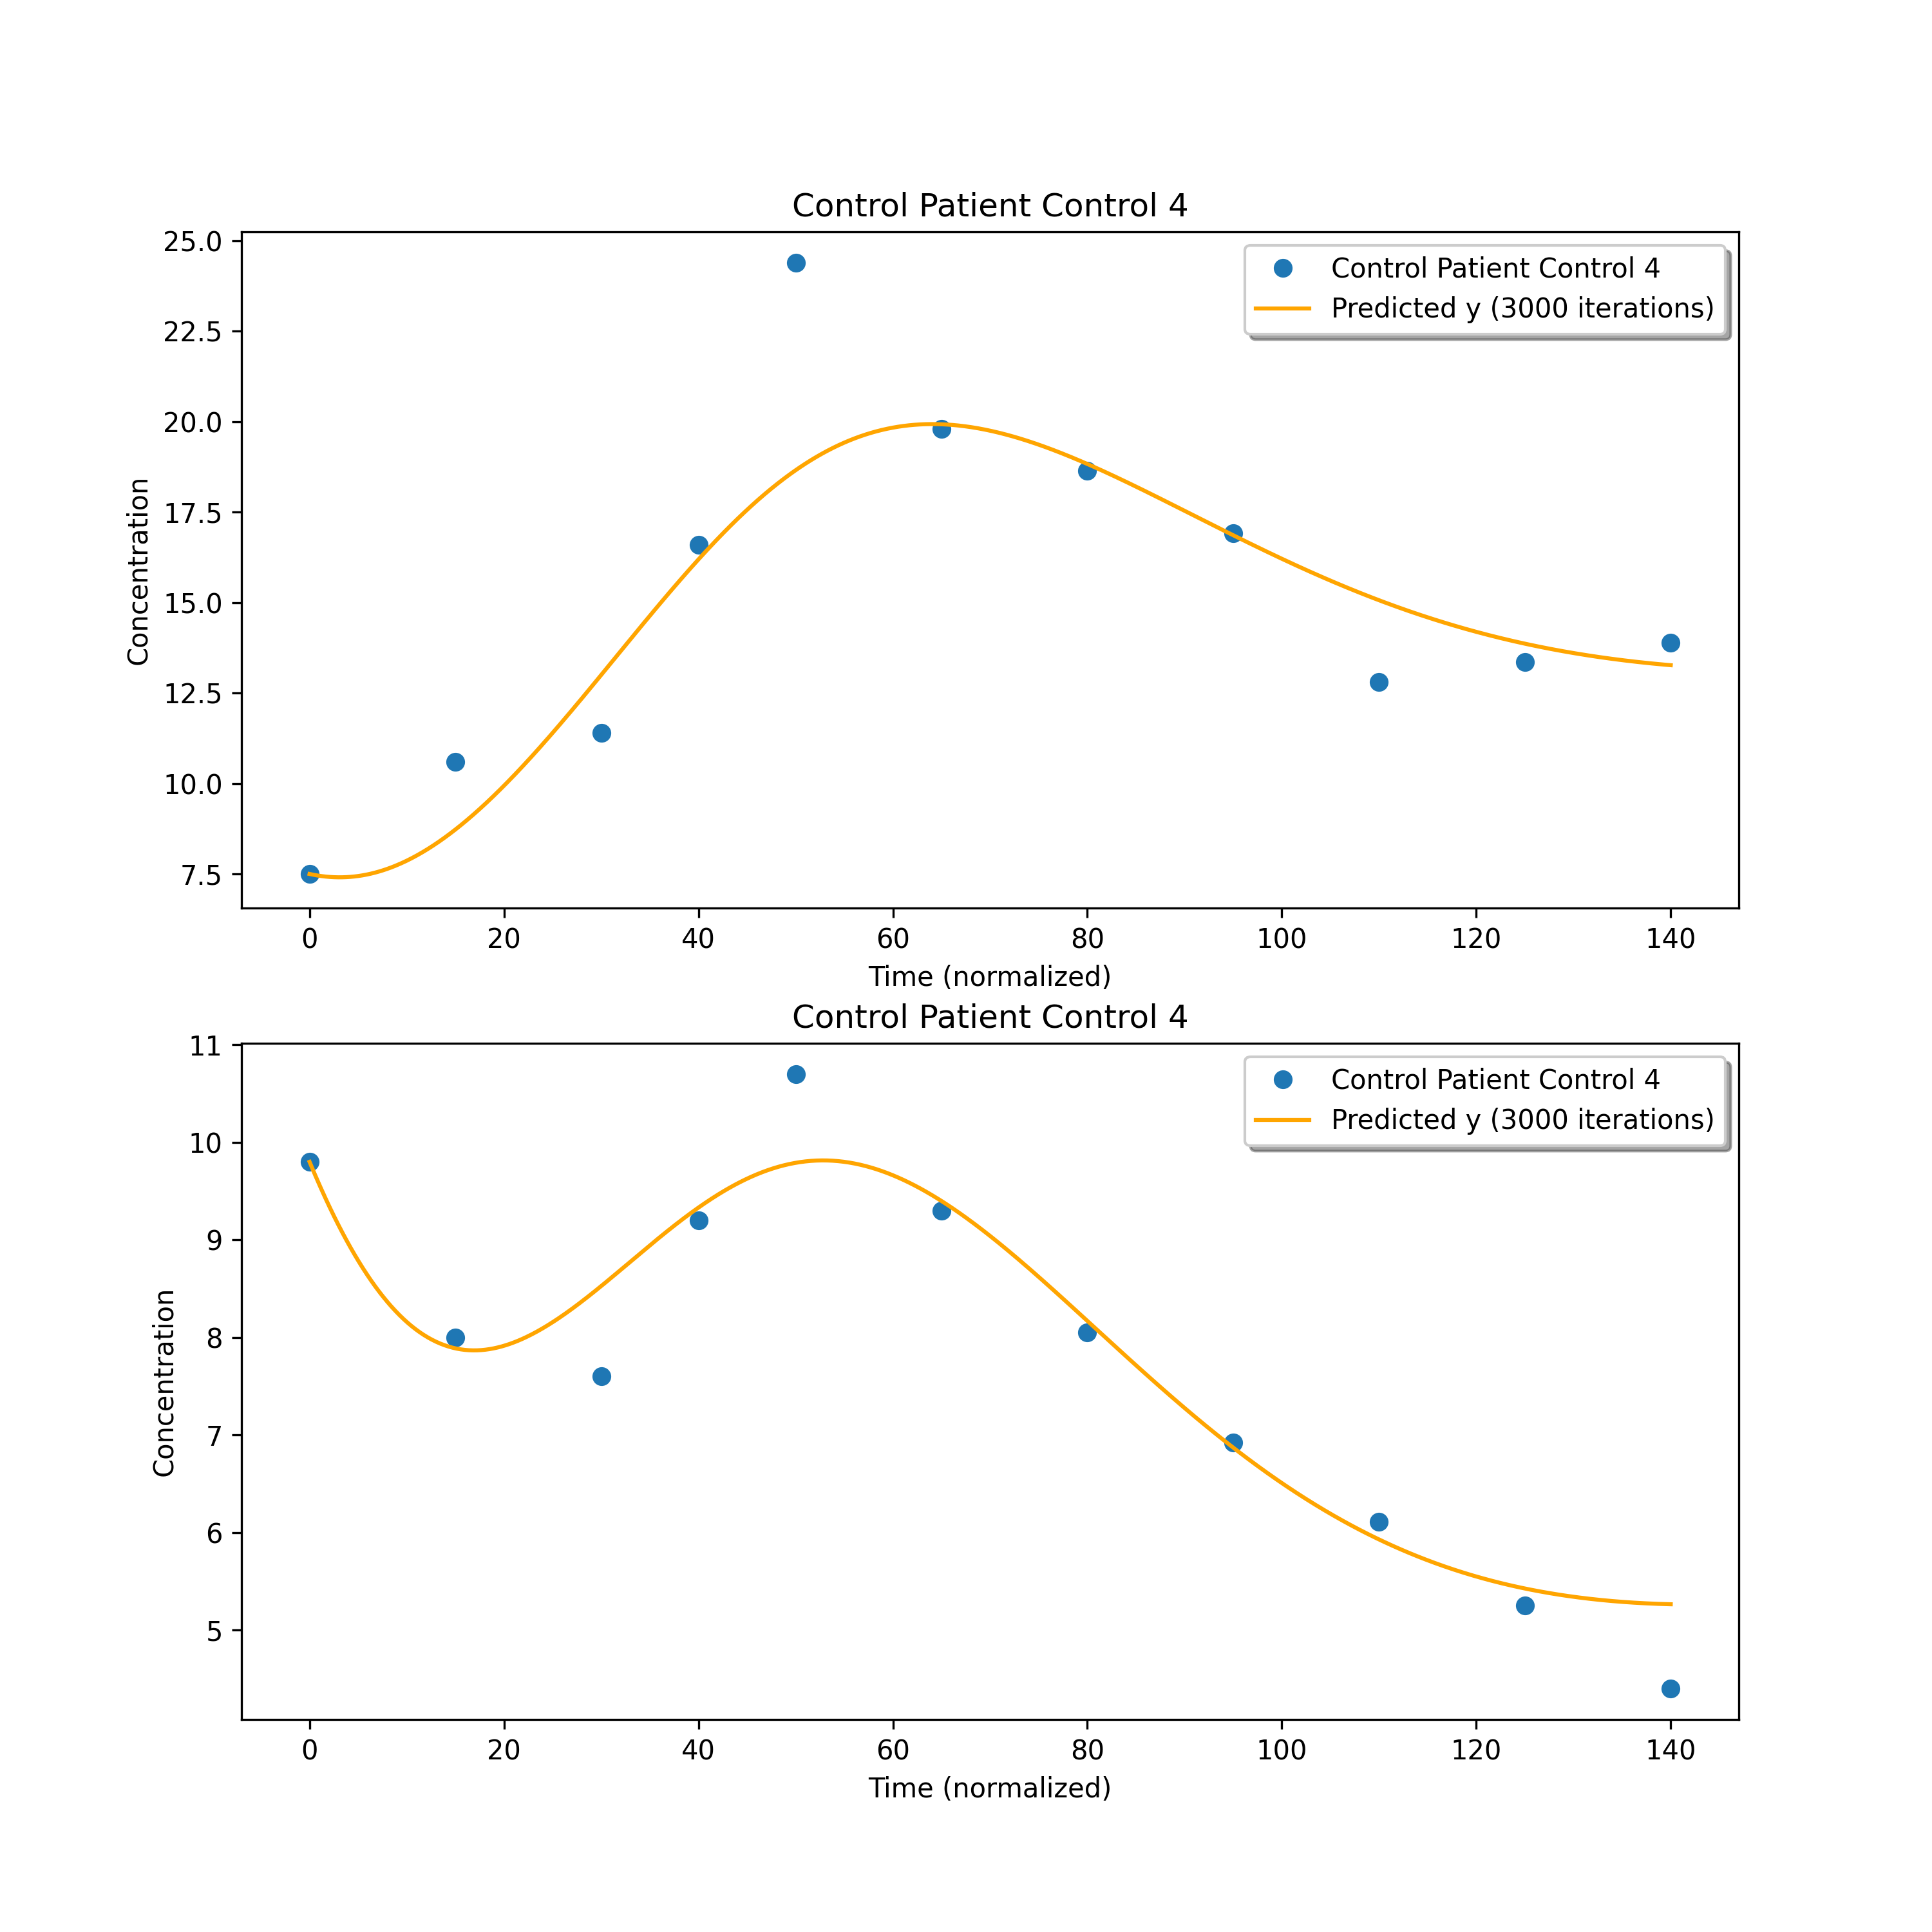 Control Patient Control 4
25.0
22.5
20.0
17.5
15.0
12.5
10.0
7.5
Concentration
Control Patient Control 4
Predicted y (3000 iterations)
0 20 40 60 80 100 120 140
Time (normalized)
Control Patient Control 4
11
10
9
8
7
6
5
Concentration
Control Patient Control 4
Predicted y (3000 iterations)
0 20 40 60 80 100 120 140
Time (normalized)